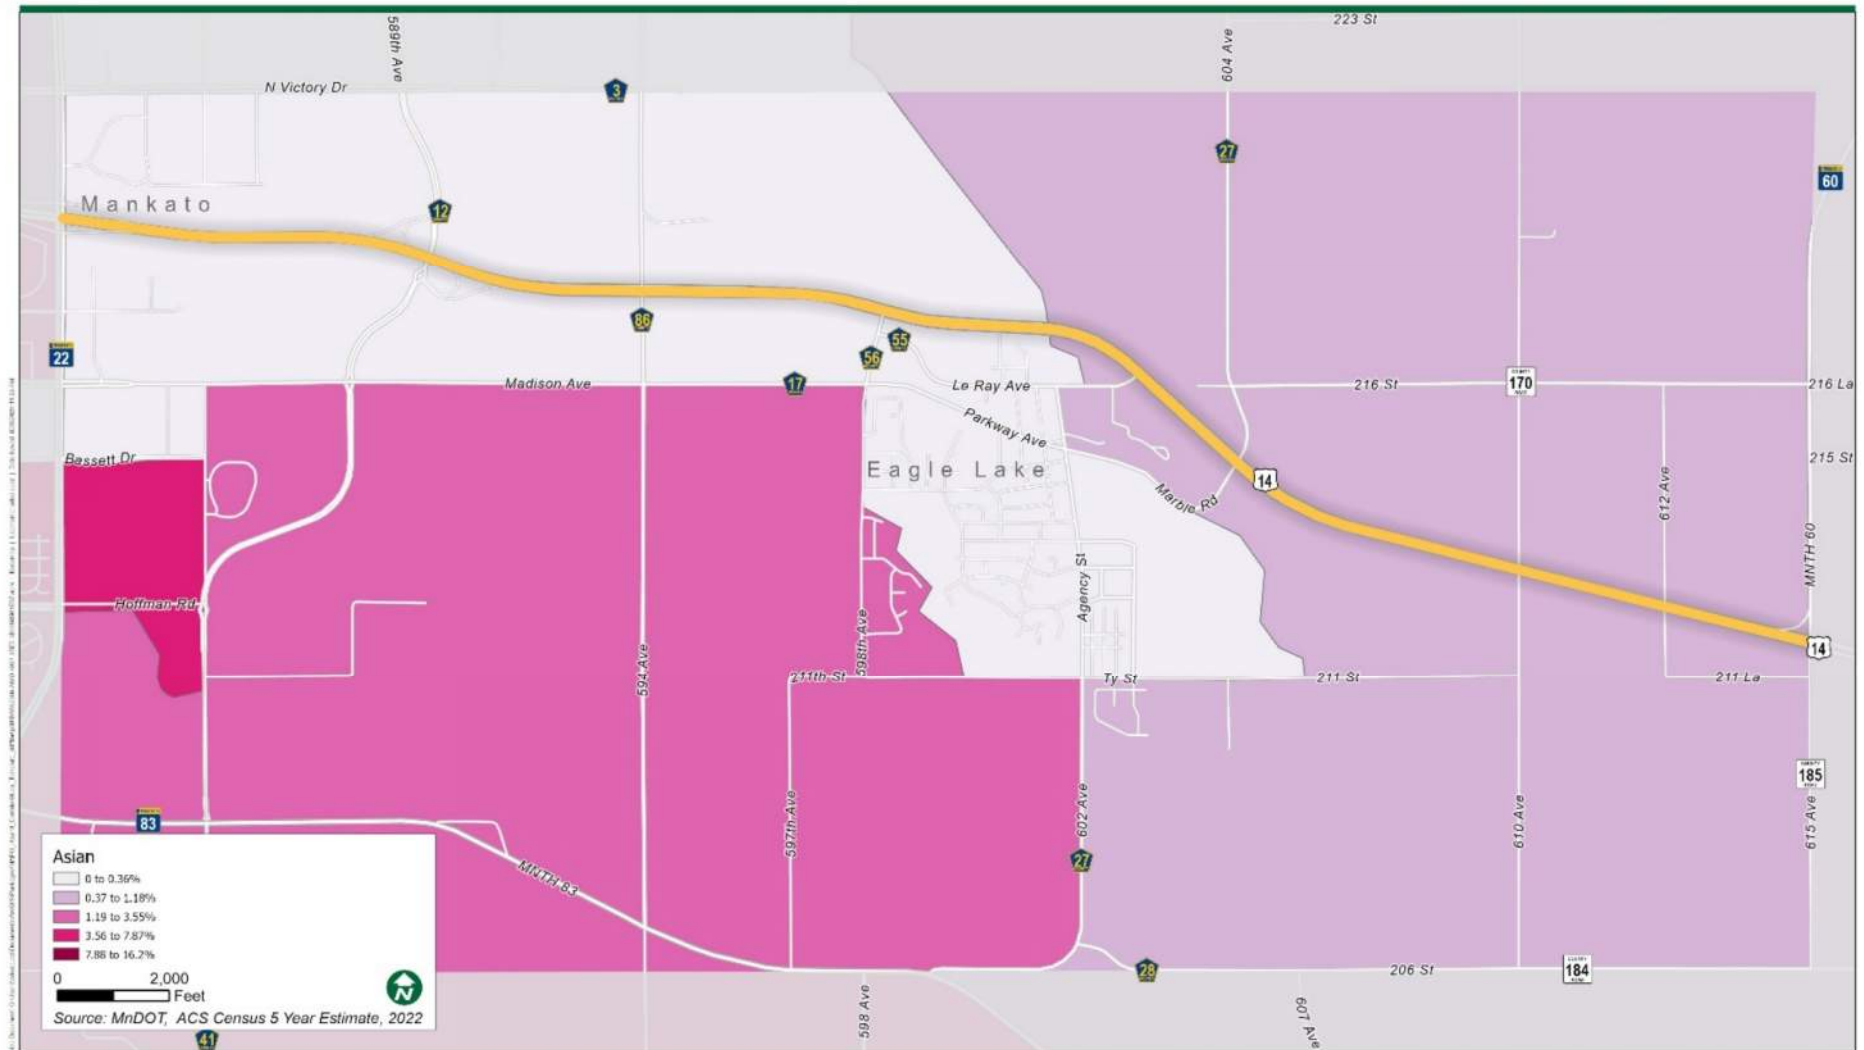 223 St
589th Ave
604 Ave
N Victory Dr
3
27
60
Mankato
12
86
55
56
22
Madison Ave
17
Le Ray Ave
216 St
COUNTY
170
216 La
Parkway Ave
Bassett Dr
Eagle Lake
215 St
14
Marble Rd
612 Ave
MNTH 60
Agency St
Hoffman Rd
598th Ave
594 Ave
14
211th St
Ty St
211 St
211 La
185
83
597th Ave
602 Ave
610 Ave
615 Ave
MNTH 83
27
28
206 St
COUNTY
184
598 Ave
607 Ave
41
Asian
0 to 0.36%
0.37 to 1.18%
1.19 to 3.55%
3.56 to 7.87%
7.88 to 16.2%
0 2,000
Feet
N
Source: MnDOT, ACS Census 5 Year Estimate, 2022